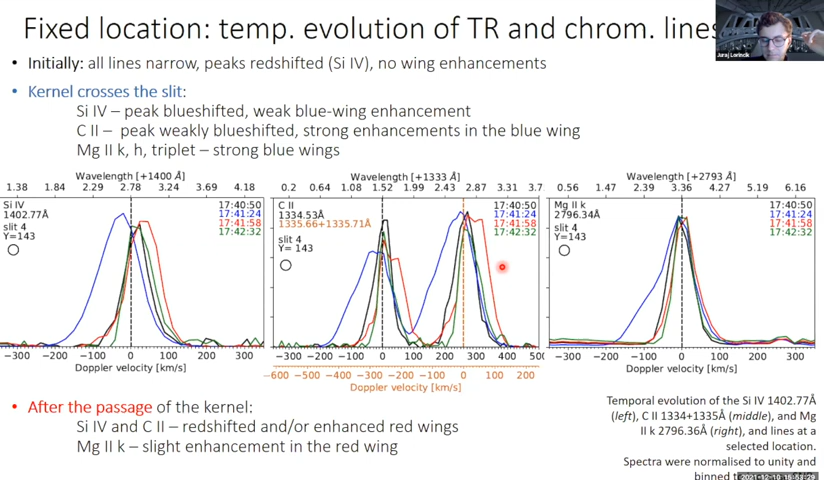 Fixed location: temp. evolution of TR and chrom. lines
Juraj Lorincik
• Initially: all lines narrow, peaks redshifted (Si IV), no wing enhancements
• Kernel crosses the slit:
Si IV – peak blueshifted, weak blue-wing enhancement
C II – peak weakly blueshifted, strong enhancements in the blue wing
Mg II k, h, triplet – strong blue wings
Wavelength [+1400 Å]
1.38 1.84 2.29 2.78 3.24 3.69 4.18
Si IV
1402.77Å
slit 4
Y=143
17:40:50
17:41:24
17:41:58
17:42:32
−300 −200 −100 0 100 200 300
Doppler velocity [km/s]
Wavelength [+1333 Å]
0.2 0.64 1.08 1.52 1.99 2.43 2.87 3.31 3.7
C II
1334.53Å
1335.66+1335.71Å
slit 4
Y= 143
17:40:50
17:41:24
17:41:58
17:42:32
−300 −200 −100 0 100 200 300 400 500
Doppler velocity [km/s]
−600 −500 −400 −300 −200 −100 0 100 200
Doppler velocity [km/s]
Wavelength [+2793 Å]
0.56 1.47 2.39 3.36 4.27 5.19 6.16
Mg II k
2796.34Å
slit 4
Y=143
17:40:50
17:41:24
17:41:58
17:42:32
−300 −200 −100 0 100 200 300
Doppler velocity [km/s]
• After the passage of the kernel:
Si IV and C II – redshifted and/or enhanced red wings
Mg II k – slight enhancement in the red wing
Temporal evolution of the Si IV 1402.77Å
(left), C II 1334+1335Å (middle), and Mg
II k 2796.36Å (right), and lines at a
selected location.
Spectra were normalised to unity and
binned